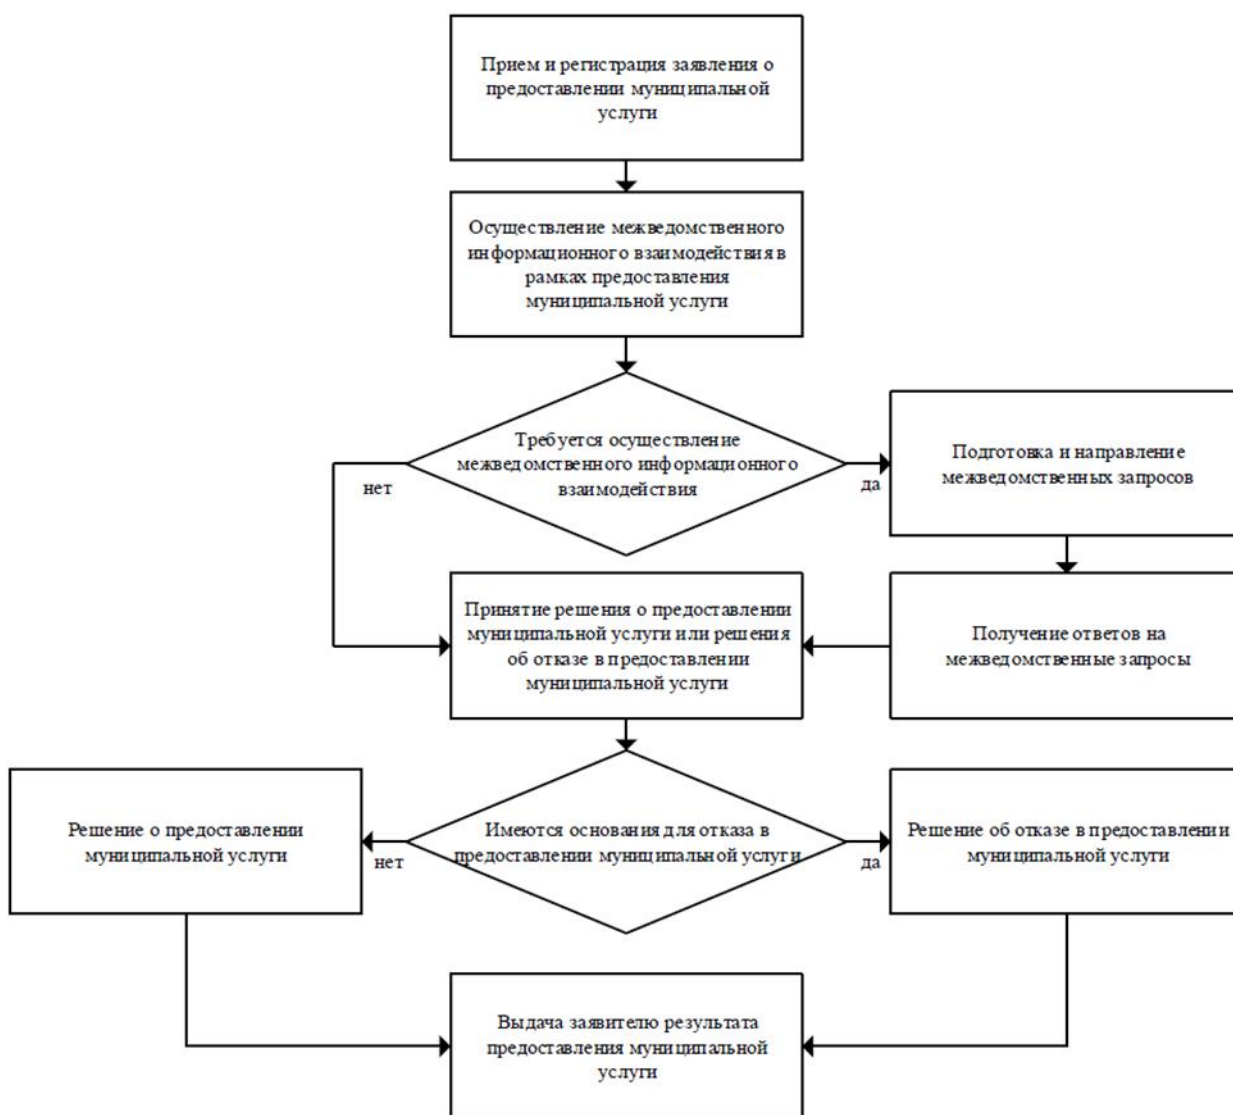 Прием и регистрация заявления о
предоставлении муниципальной
услуги
Осуществление межведомственного
информационного взаимодействия в
рамках предоставления
муниципальной услуги
Требуется осуществление
межведомственного информационного
взаимодействия
нет
да
Подготовка и направление
межведомственных запросов
Принятие решения о предоставлении
муниципальной услуги или решения
об отказе в предоставлении
муниципальной услуги
Получение ответов на
межведомственные запросы
Решение о предоставлении
муниципальной услуги
нет
Имеются основания для отказа в
предоставлении муниципальной услуги
да
Решение об отказе в предоставлении
муниципальной услуги
Выдача заявителю результата
предоставления муниципальной
услуги